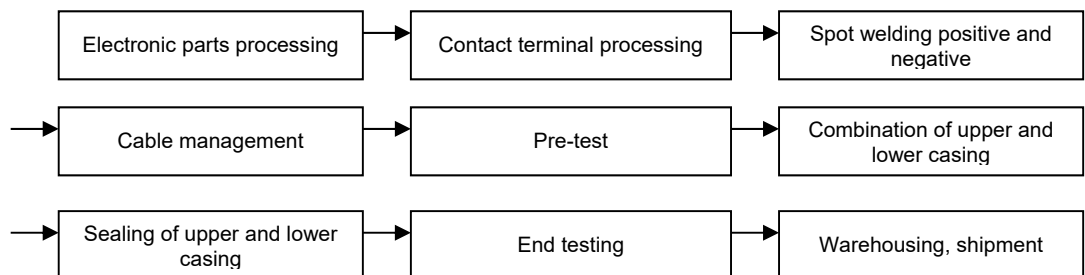 Electronic parts processing
Contact terminal processing
Spot welding positive and
negative
Cable management
Pre-test
Combination of upper and
lower casing
Sealing of upper and lower
casing
End testing
Warehousing, shipment